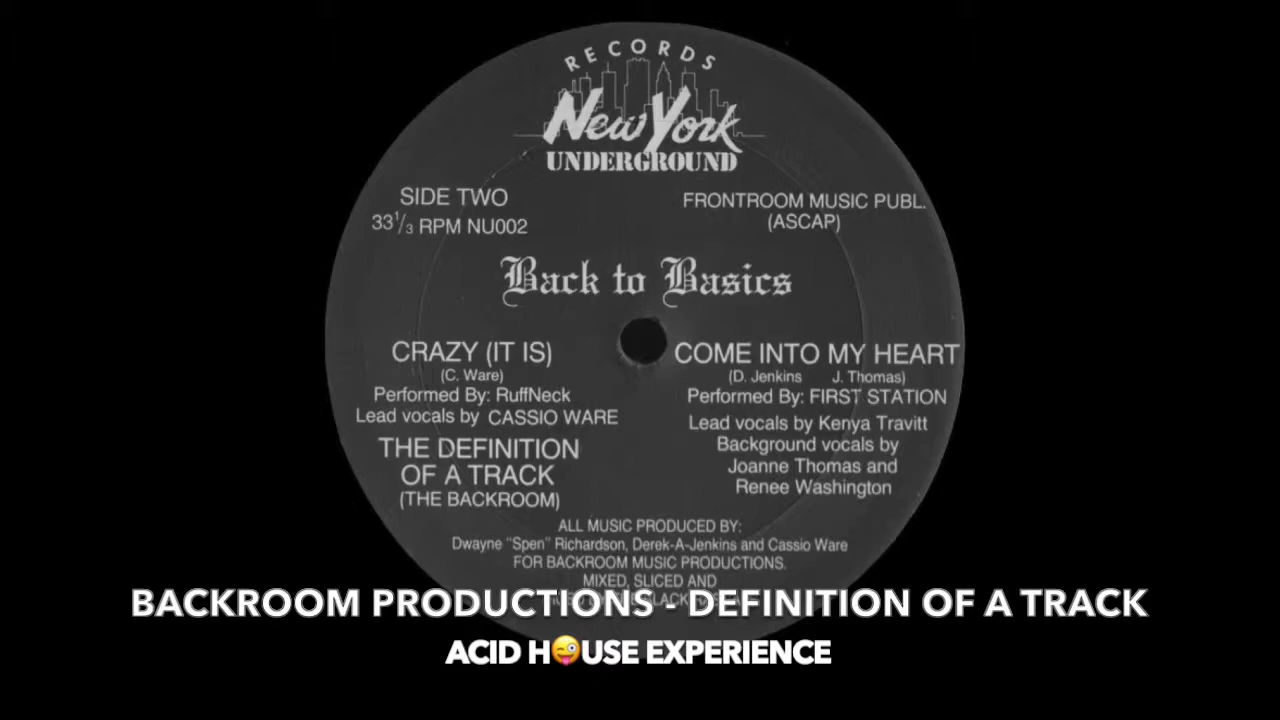 RECORDS
New York
UNDERGROUND
SIDE TWO
33 1/3 RPM NU002
FRONTROOM MUSIC PUBL.
(ASCAP)
Back to Basics
CRAZY (IT IS)
(C. Ware)
Performed By: RuffNeck
Lead vocals by CASSIO WARE
THE DEFINITION
OF A TRACK
(THE BACKROOM)
COME INTO MY HEART
(D. Jenkins J. Thomas)
Performed By: FIRST STATION
Lead vocals by Kenya Travitt
Background vocals by
Joanne Thomas and
Renee Washington
ALL MUSIC PRODUCED BY:
Dwayne "Spen" Richardson, Derek-A-Jenkins and Cassio Ware
FOR BACKROOM MUSIC PRODUCTIONS.
MIXED, SLICED AND
BACKROOM PRODUCTIONS - DEFINITION OF A TRACK
ACID H😜USE EXPERIENCE